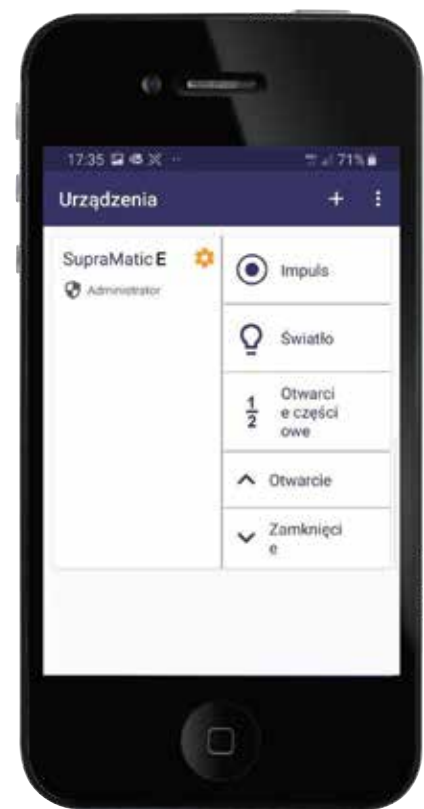 17:35
71%
Urządzenia
SupraMatic E
Administrator
Impuls
Światło
1
2
Otwarci
e części
owe
Otwarcie
Zamknięci
e